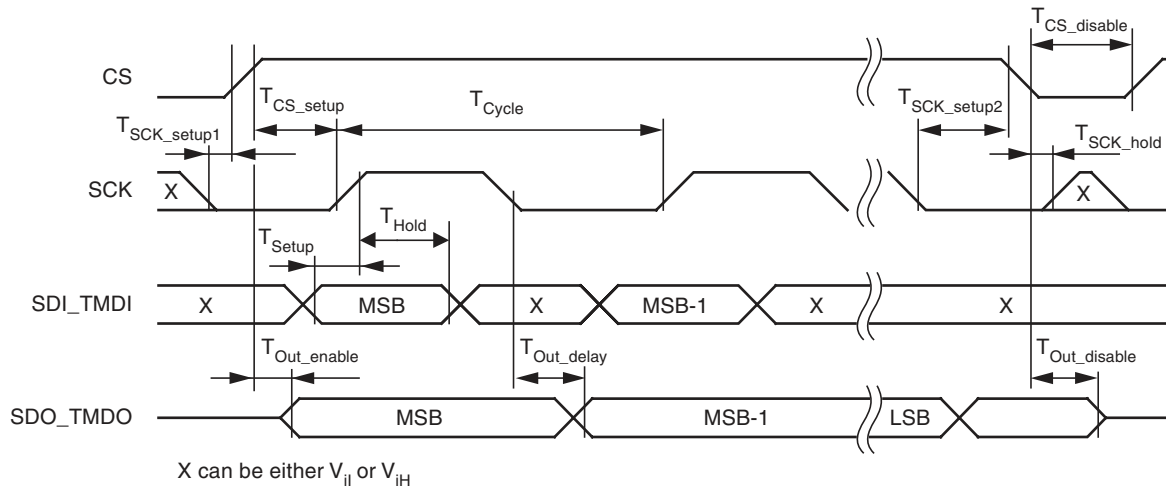 T_CS_disable
CS
T_CS_setup
T_Cycle
T_SCK_setup2
T_SCK_setup1
T_SCK_hold
SCK
X
X
T_Hold
T_Setup
SDI_TMDI
X
MSB
X
MSB-1
X
X
T_Out_enable
T_Out_delay
T_Out_disable
SDO_TMDO
MSB
MSB-1
LSB
X can be either V_il or V_iH